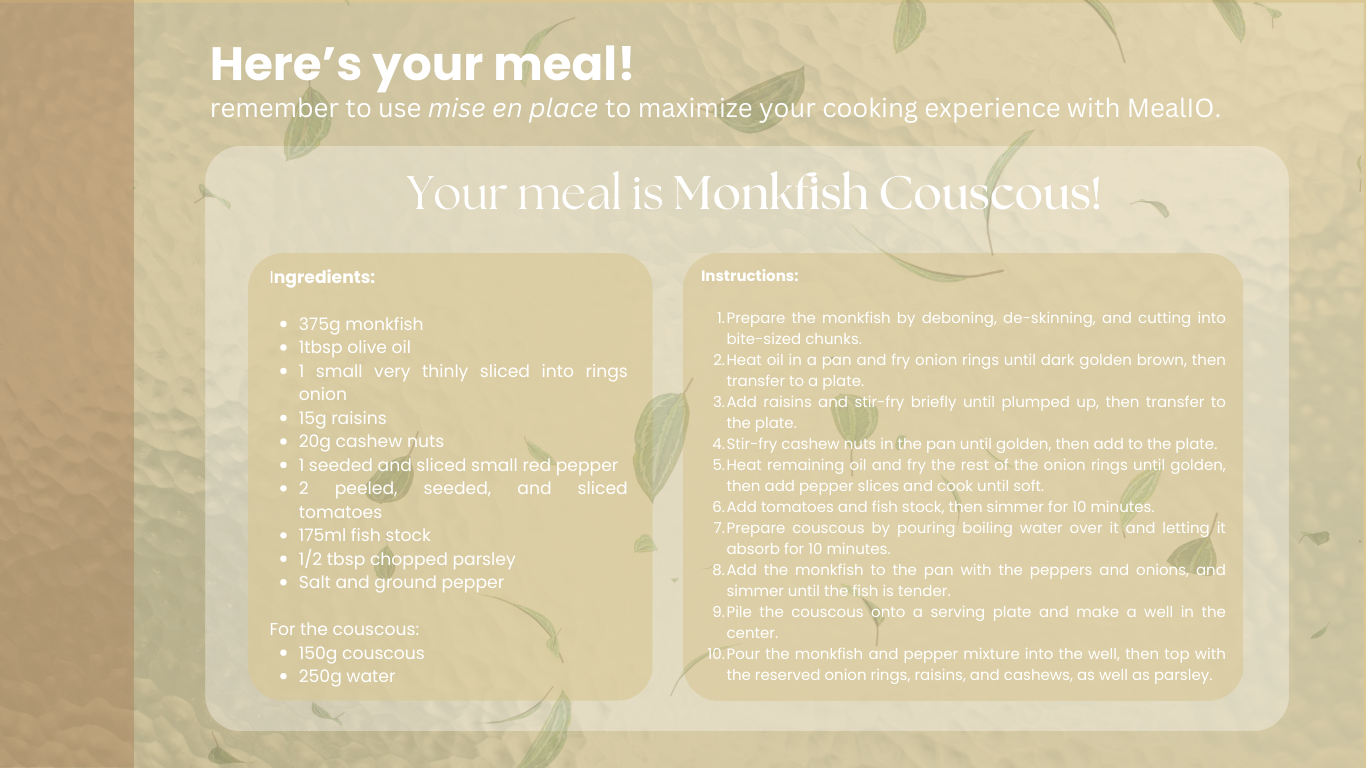 Here’s your meal!
remember to use mise en place to maximize your cooking experience with MealIO.
Your meal is Monkfish Couscous!
Ingredients:
• 375g monkfish
• 1tbsp olive oil
• 1 small very thinly sliced into rings
onion
• 15g raisins
• 20g cashew nuts
• 1 seeded and sliced small red pepper
• 2 peeled, seeded, and sliced
tomatoes
• 175ml fish stock
• 1/2 tbsp chopped parsley
• Salt and ground pepper
For the couscous:
• 150g couscous
• 250g water
Instructions:
1. Prepare the monkfish by deboning, de-skinning, and cutting into
bite-sized chunks.
2. Heat oil in a pan and fry onion rings until dark golden brown, then
transfer to a plate.
3. Add raisins and stir-fry briefly until plumped up, then transfer to
the plate.
4. Stir-fry cashew nuts in the pan until golden, then add to the plate.
5. Heat remaining oil and fry the rest of the onion rings until golden,
then add pepper slices and cook until soft.
6. Add tomatoes and fish stock, then simmer for 10 minutes.
7. Prepare couscous by pouring boiling water over it and letting it
absorb for 10 minutes.
8. Add the monkfish to the pan with the peppers and onions, and
simmer until the fish is tender.
9. Pile the couscous onto a serving plate and make a well in the
center.
10. Pour the monkfish and pepper mixture into the well, then top with
the reserved onion rings, raisins, and cashews, as well as parsley.